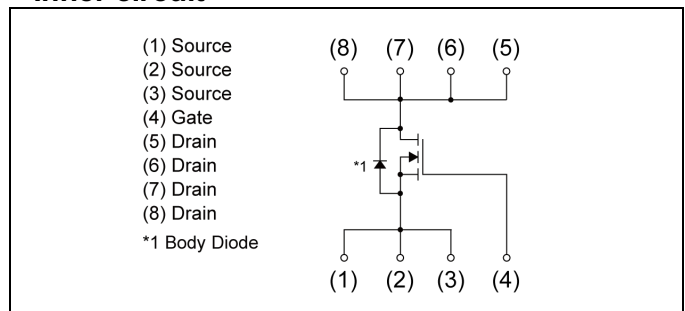 Inner circuit
(1) Source
(2) Source
(3) Source
(4) Gate
(5) Drain
(6) Drain
(7) Drain
(8) Drain
*1 Body Diode
(8) (7) (6) (5)
*1
(1) (2) (3) (4)